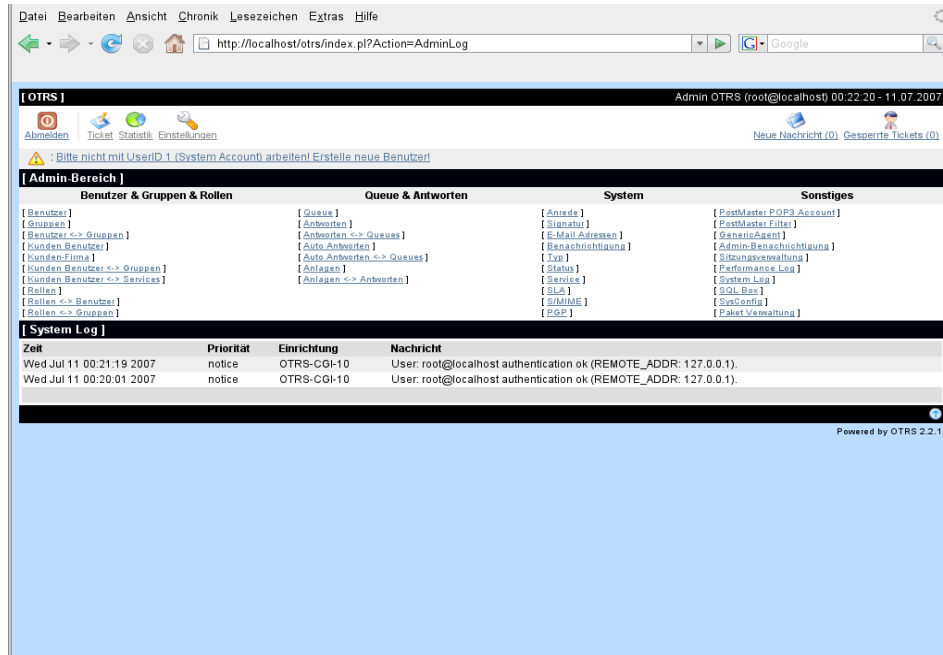 Datei Bearbeiten Ansicht Chronik Lesezeichen Extras Hilfe
http://localhost/otrs/index.pl?Action=AdminLog
G Google
[ OTRS ] Admin OTRS (root@localhost) 00:22:20 - 11.07.2007
Abmelden Ticket Statistik Einstellungen Neue Nachricht (0) Gesperrte Tickets (0)
: Bitte nicht mit UserID 1 (System Account) arbeiten! Erstelle neue Benutzer!
[ Admin-Bereich ]
Benutzer & Gruppen & Rollen Queue & Antworten System Sonstiges
[ Benutzer ] [ Queue ] [ Anrede ] [ PostMaster POP3 Account ]
[ Gruppen ] [ Antworten ] [ Signatur ] [ PostMaster Filter ]
[ Benutzer <-> Gruppen ] [ Antworten <-> Queues ] [ E-Mail Adressen ] [ GenericAgent ]
[ Kunden Benutzer ] [ Auto Antworten ] [ Benachrichtigung ] [ Admin-Benachrichtigung ]
[ Kunden-Firma ] [ Auto Antworten <-> Queues ] [ Typ ] [ Sitzungsverwaltung ]
[ Kunden Benutzer <-> Gruppen ] [ Anlagen ] [ Status ] [ Performance Log ]
[ Kunden Benutzer <-> Services ] [ Anlagen <-> Antworten ] [ Service ] [ System Log ]
[ Rollen ] [ SLA ] [ SQL Box ]
[ Rollen <-> Benutzer ] [ S/MIME ] [ SysConfig ]
[ Rollen <-> Gruppen ] [ PGP ] [ Paket Verwaltung ]
[ System Log ]
Zeit Priorität Einrichtung Nachricht
Wed Jul 11 00:21:19 2007 notice OTRS-CGI-10 User: root@localhost authentication ok (REMOTE_ADDR: 127.0.0.1).
Wed Jul 11 00:20:01 2007 notice OTRS-CGI-10 User: root@localhost authentication ok (REMOTE_ADDR: 127.0.0.1).
Powered by OTRS 2.2.1